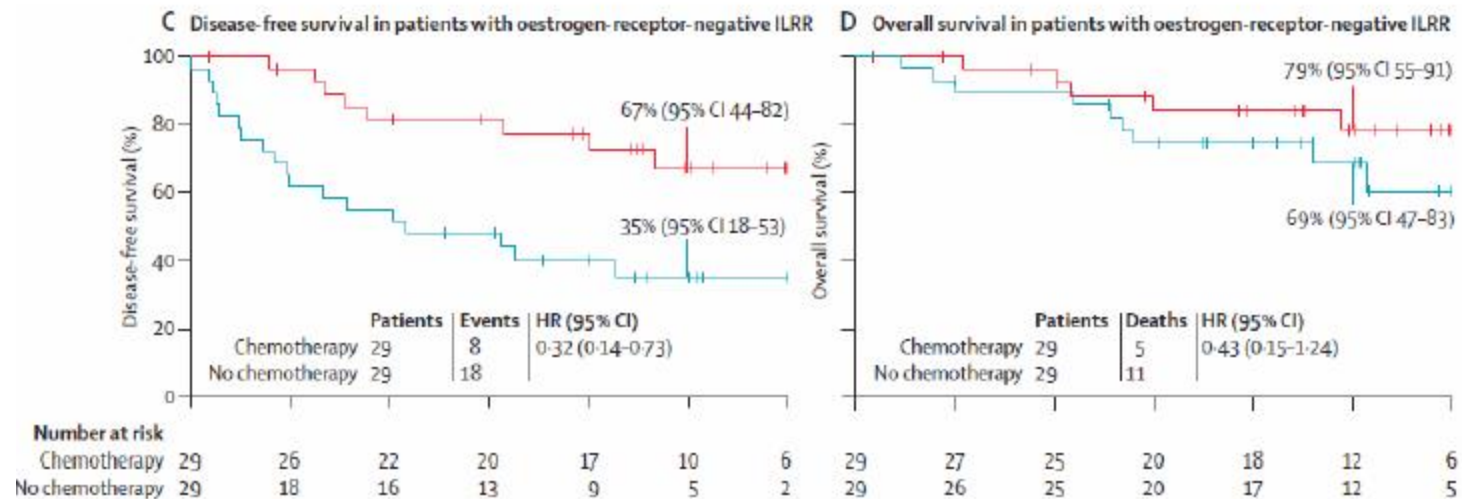 C Disease-free survival in patients with oestrogen-receptor-negative ILRR
100
80
60
40
20
0
Disease-free survival (%)
67% (95% CI 44–82)
35% (95% CI 18–53)
Patients Events HR (95% CI)
Chemotherapy 29 8 0·32 (0·14–0·73)
No chemotherapy 29 18
Number at risk
Chemotherapy 29 26 22 20 17 10 6
No chemotherapy 29 18 16 13 9 5 2
D Overall survival in patients with oestrogen-receptor-negative ILRR
Overall survival (%)
79% (95% CI 55–91)
69% (95% CI 47–83)
Patients Deaths HR (95% CI)
Chemotherapy 29 5 0·43 (0·15–1·24)
No chemotherapy 29 11
29 27 25 20 18 12 6
29 26 25 20 17 12 5